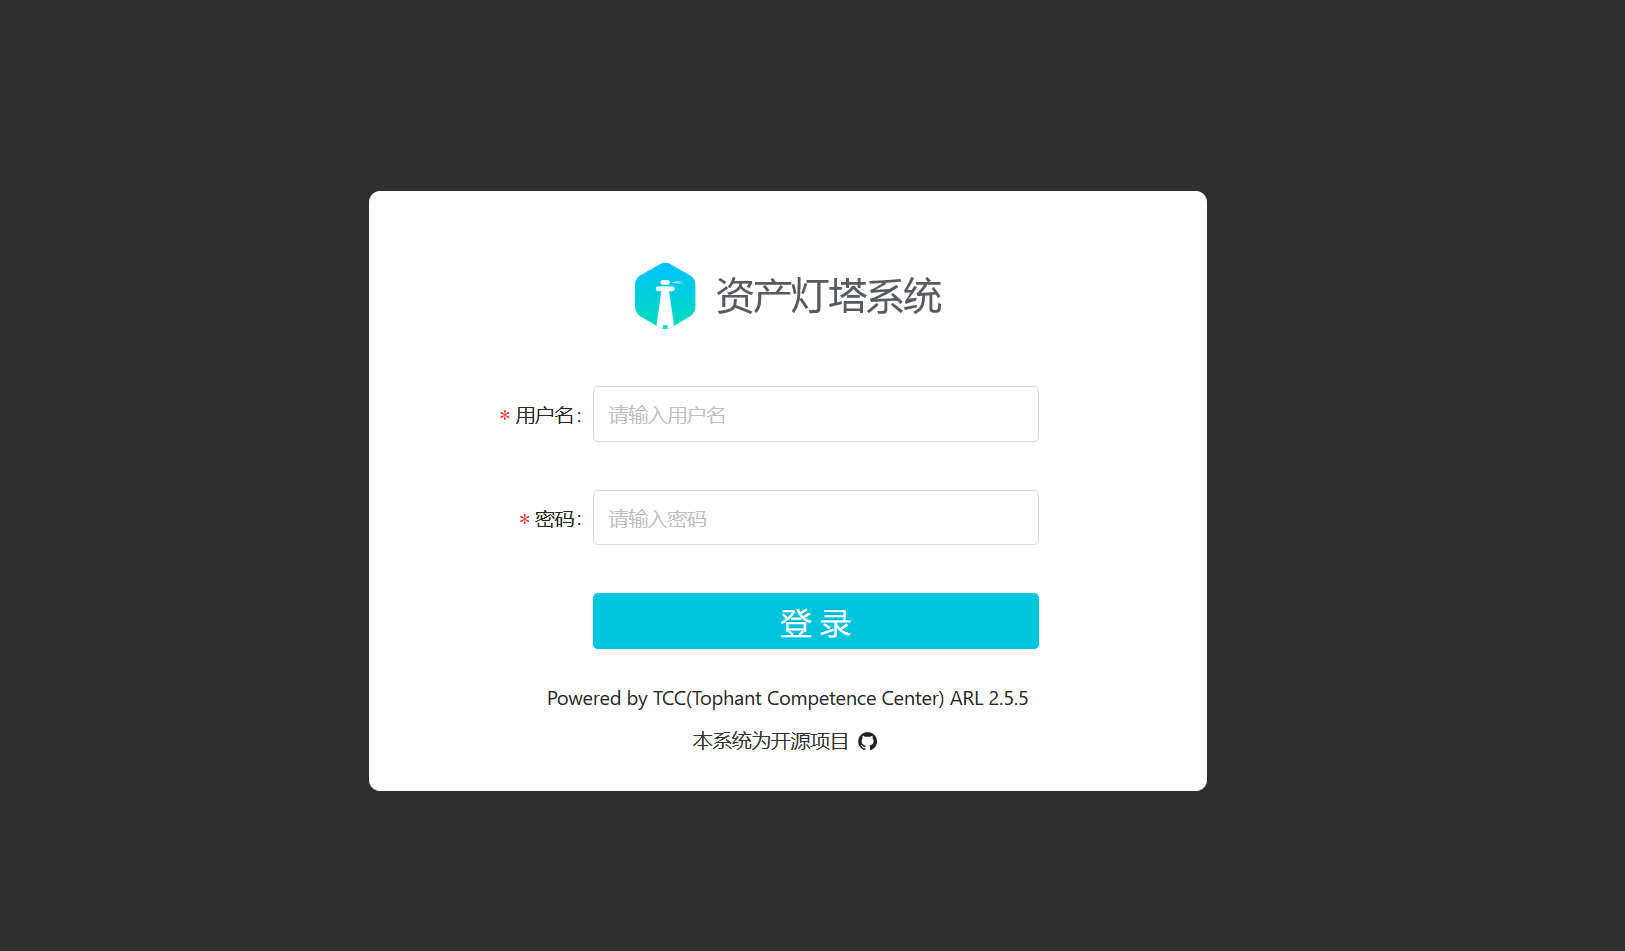 资产灯塔系统
* 用户名:
请输入用户名
* 密码:
请输入密码
登 录
Powered by TCC(Tophant Competence Center) ARL 2.5.5
本系统为开源项目